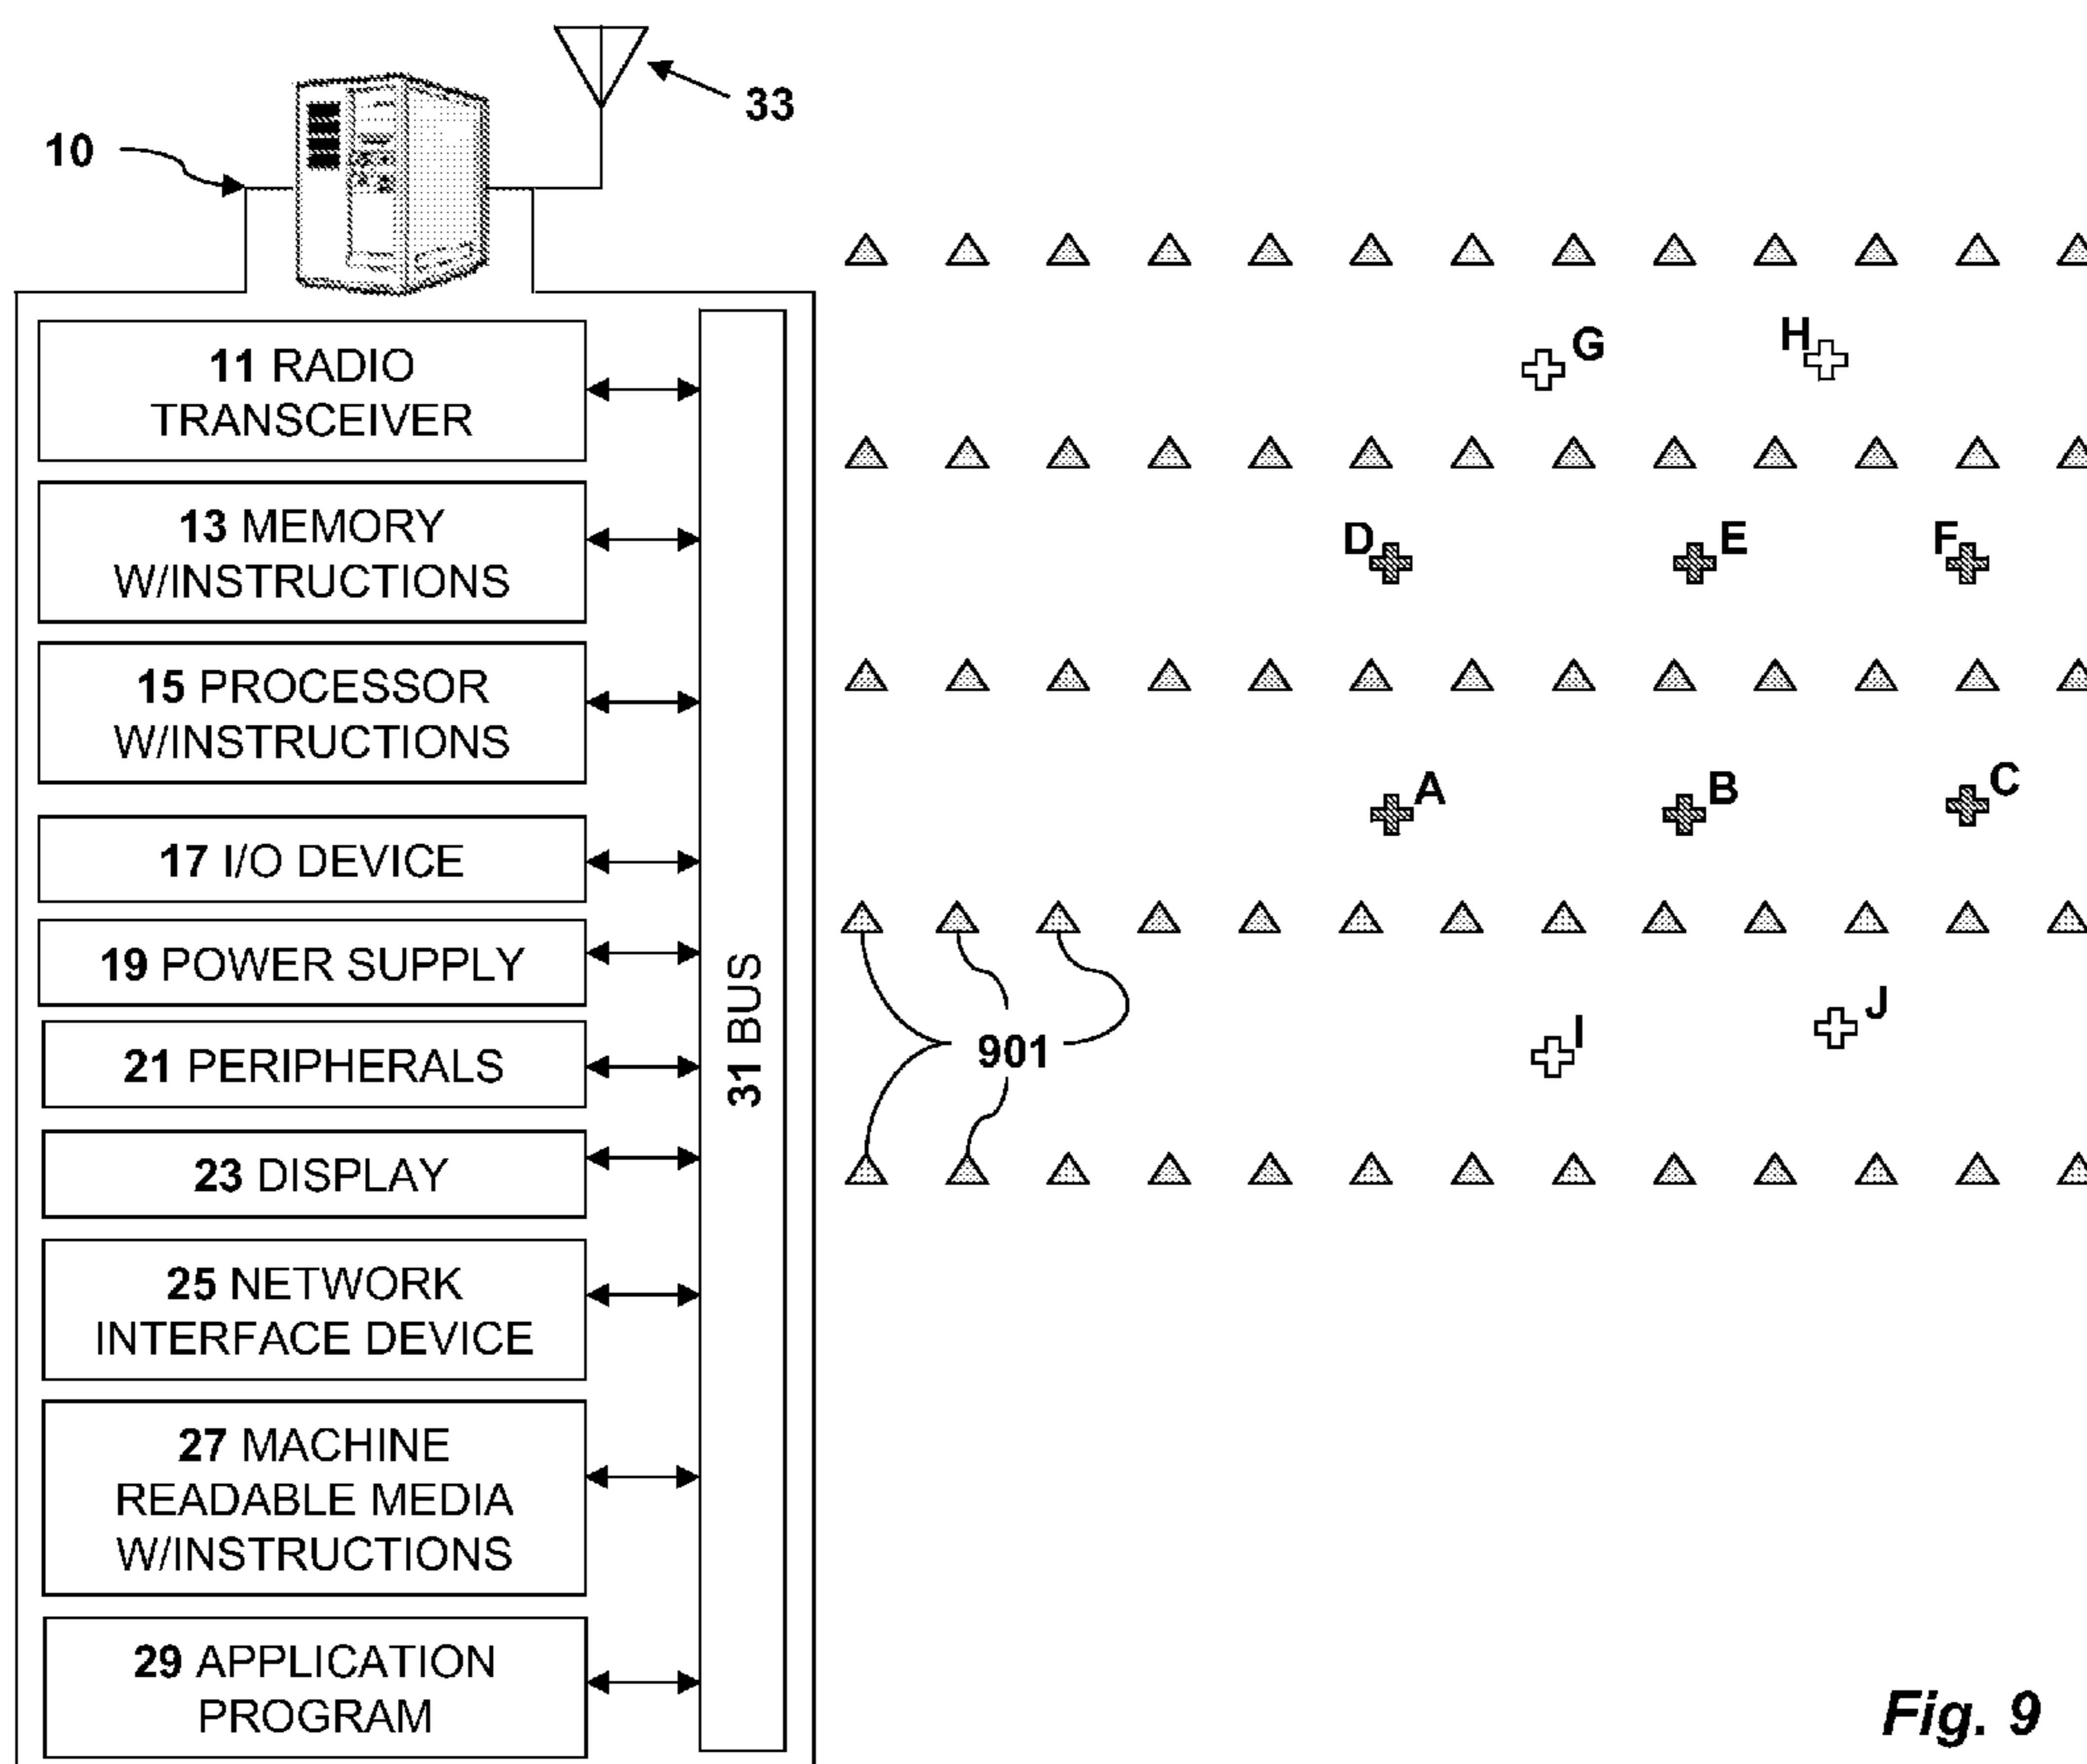 33
10
11 RADIO
TRANSCEIVER
13 MEMORY
W/INSTRUCTIONS
15 PROCESSOR
W/INSTRUCTIONS
17 I/O DEVICE
19 POWER SUPPLY
21 PERIPHERALS
23 DISPLAY
25 NETWORK
INTERFACE DEVICE
27 MACHINE
READABLE MEDIA
W/INSTRUCTIONS
29 APPLICATION
PROGRAM
31 BUS
G
H
D
E
F
A
B
C
I
J
901
Fig. 9